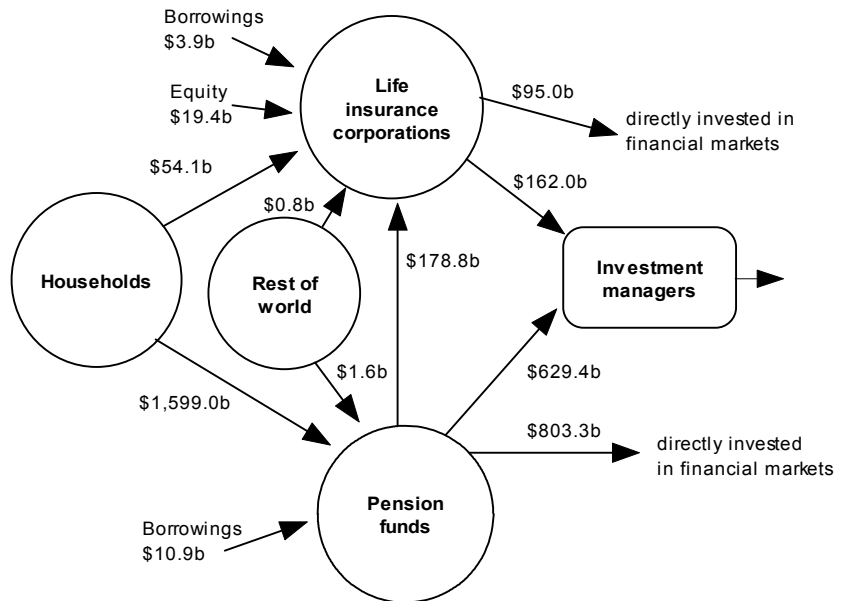 Borrowings
$3.9b
Equity
$19.4b
Life
insurance
corporations
$95.0b
directly invested in
financial markets
$54.1b
$0.8b
$162.0b
Households
Rest of
world
$178.8b
Investment
managers
$1.6b
$1,599.0b
$629.4b
$803.3b
directly invested
in financial markets
Pension
funds
Borrowings
$10.9b